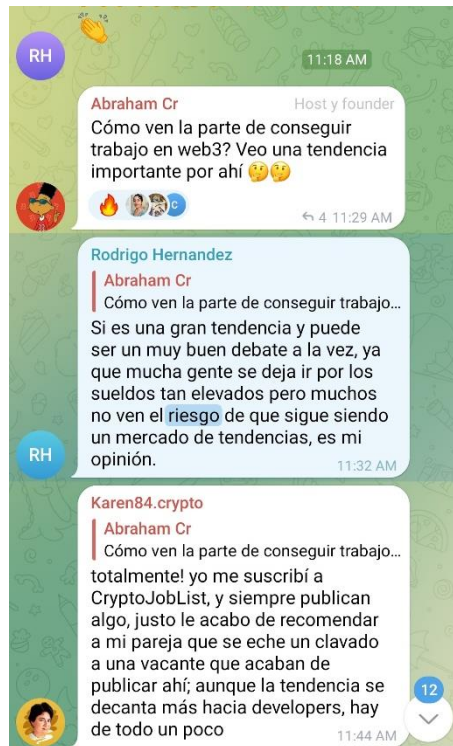 RH
11:18 AM
Abraham Cr Host y founder
Cómo ven la parte de conseguir
trabajo en web3? Veo una tendencia
importante por ahí 🤔🤔
🔥 C
4 11:29 AM
Rodrigo Hernandez
Abraham Cr
Cómo ven la parte de conseguir trabajo...
Si es una gran tendencia y puede
ser un muy buen debate a la vez, ya
que mucha gente se deja ir por los
sueldos tan elevados pero muchos
no ven el riesgo de que sigue siendo
un mercado de tendencias, es mi
opinión.
RH
11:32 AM
Karen84.crypto
Abraham Cr
Cómo ven la parte de conseguir trabajo...
totalmente! yo me suscribí a
CryptoJobList, y siempre publican
algo, justo le acabo de recomendar
a mi pareja que se eche un clavado
a una vacante que acaban de
publicar ahí; aunque la tendencia se
decanta más hacia developers, hay
de todo un poco
12
11:44 AM